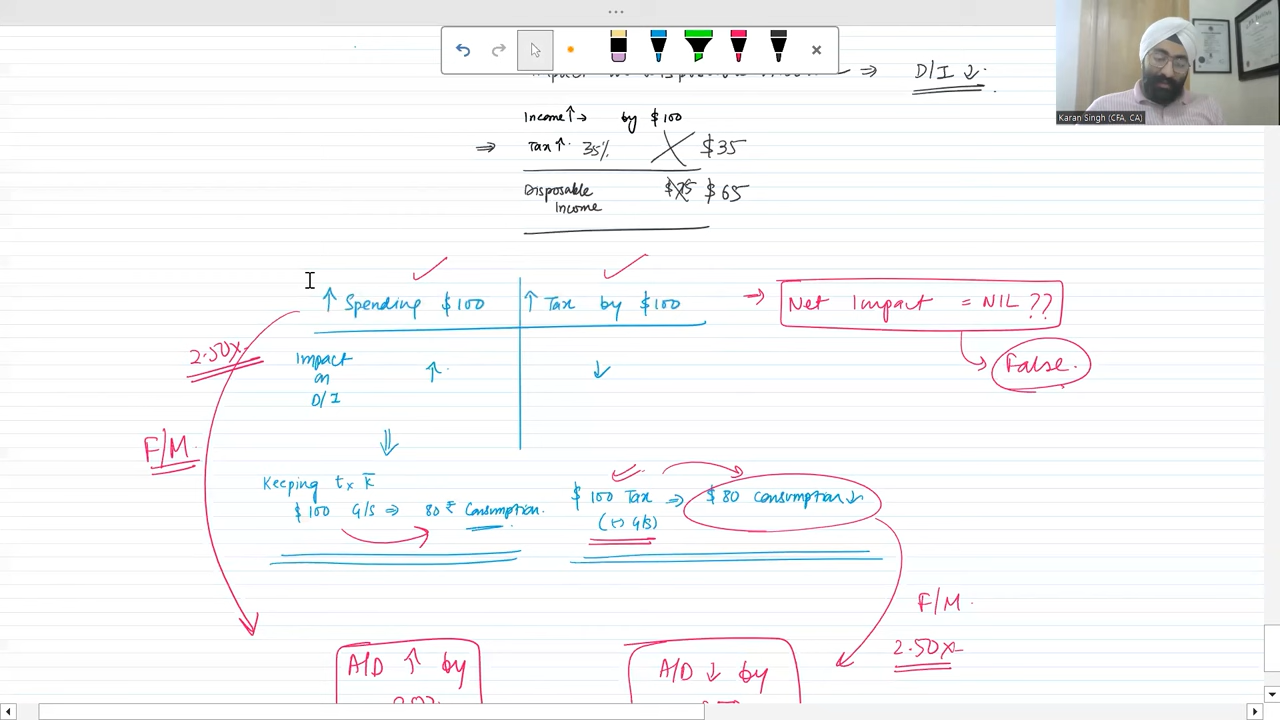 D/I ↓
Karan Singh (CFA, CA)
Income ↑→ by $100
⇒ Tax ↑ 35% $35
Disposable Income $75 $65
↑ Spending $100 ↑ Tax by $100 → Net Impact = NIL ??
False.
2.50x
Impact on D/I ↑ ↓
F/M
Keeping tx k̄
$100 G/S ⇒ 80 Consumption.
$100 Tax ⇒ $80 consumption ↓
(↔ G/S)
F/M
2.50x
A/D ↑ by
A/D ↓ by